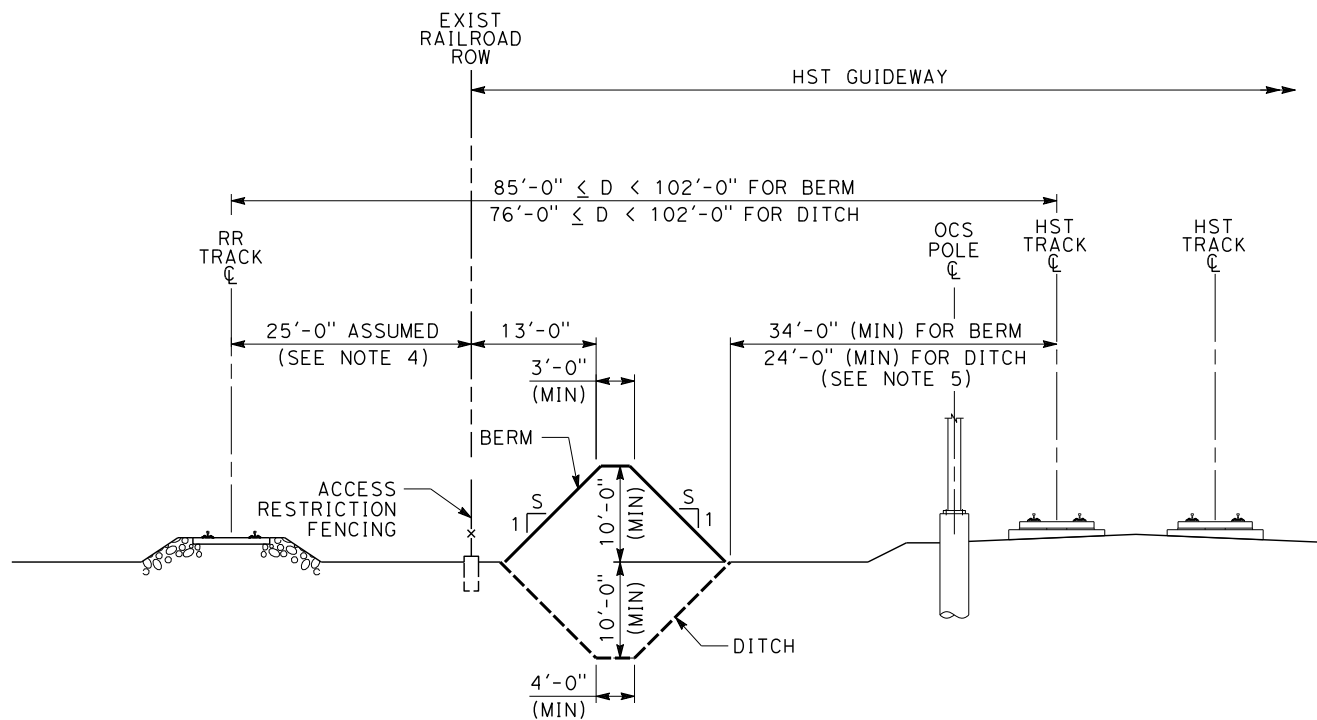 EXIST
RAILROAD
ROW
HST GUIDEWAY
85'-0" ≤ D < 102'-0" FOR BERM
76'-0" ≤ D < 102'-0" FOR DITCH
RR
TRACK
℄
OCS
POLE
℄
HST
TRACK
℄
HST
TRACK
℄
25'-0" ASSUMED
(SEE NOTE 4)
13'-0"
34'-0" (MIN) FOR BERM
24'-0" (MIN) FOR DITCH
(SEE NOTE 5)
3'-0"
(MIN)
BERM
ACCESS
RESTRICTION
FENCING
S
1
10'-0"
(MIN)
S
1
10'-0"
(MIN)
DITCH
4'-0"
(MIN)